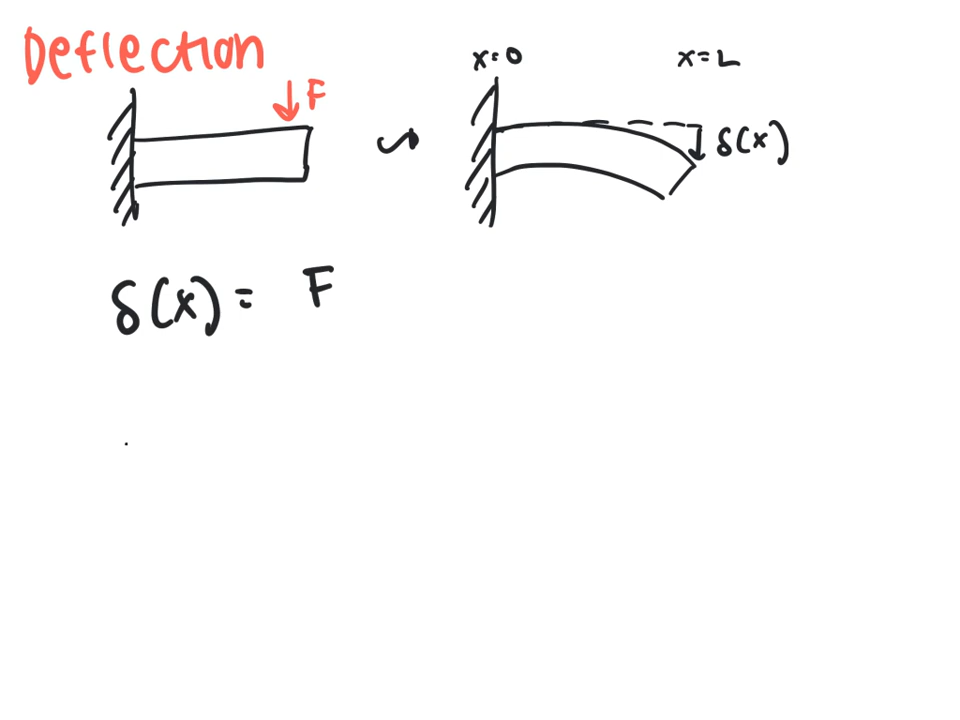 Deflection
F
x=0
x=L
δ(x)
δ(x) = F